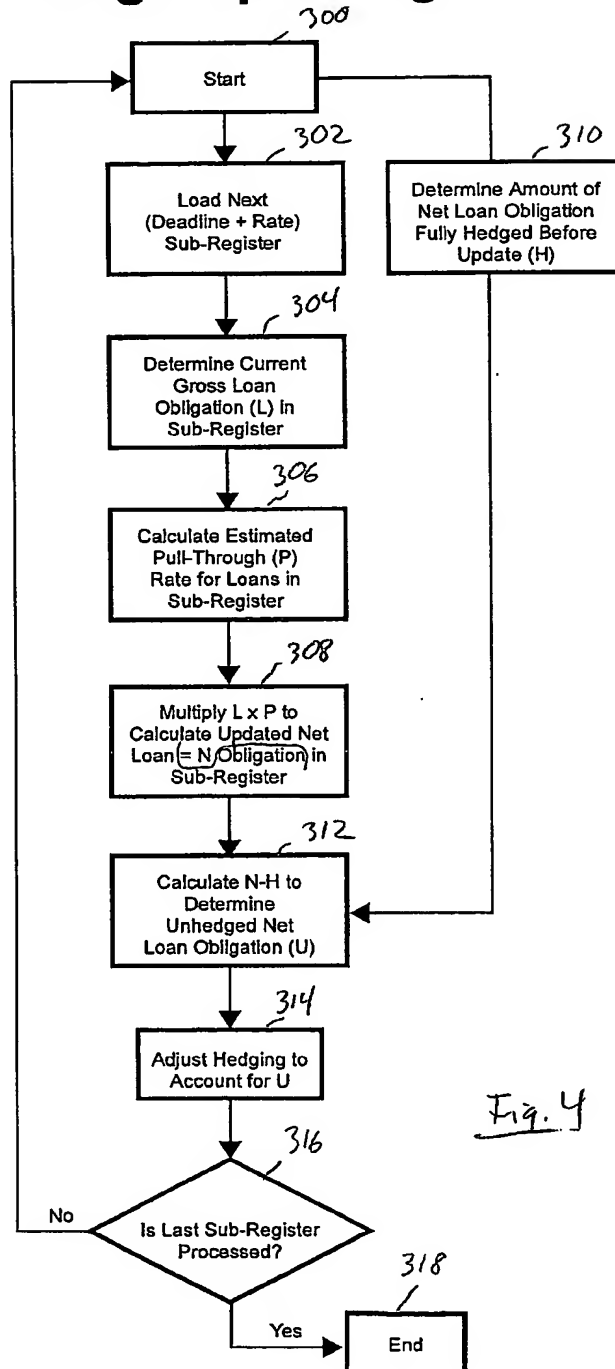 300
Start
302
310
Load Next
(Deadline + Rate)
Sub-Register
Determine Amount of
Net Loan Obligation
Fully Hedged Before
Update (H)
304
Determine Current
Gross Loan
Obligation (L) in
Sub-Register
306
Calculate Estimated
Pull-Through (P)
Rate for Loans in
Sub-Register
308
Multiply L x P to
Calculate Updated Net
Loan (= N Obligation) in
Sub-Register
312
Calculate N-H to
Determine
Unhedged Net
Loan Obligation (U)
314
Adjust Hedging to
Account for U
Fig. 4
316
No
Is Last Sub-Register
Processed?
318
Yes
End